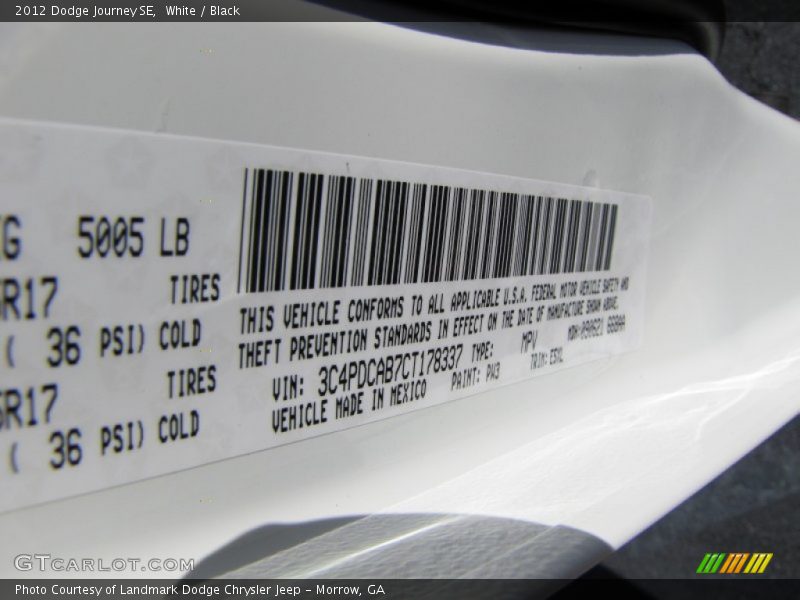 2012 Dodge Journey SE, White / Black
G 5005 LB
R17 TIRES
( 36 PSI) COLD
TIRES
R17
( 36 PSI) COLD
THIS VEHICLE CONFORMS TO ALL APPLICABLE U.S.A. FEDERAL MOTOR VEHICLE SAFETY AND
THEFT PREVENTION STANDARDS IN EFFECT ON THE DATE OF MANUFACTURE SHOWN ABOVE.
VIN: 3C4PDCAB7CT178337 TYPE: MPV
VEHICLE MADE IN MEXICO PAINT: PW3 TRIM:
MDH:
GTCARLOT.COM
Photo Courtesy of Landmark Dodge Chrysler Jeep - Morrow, GA